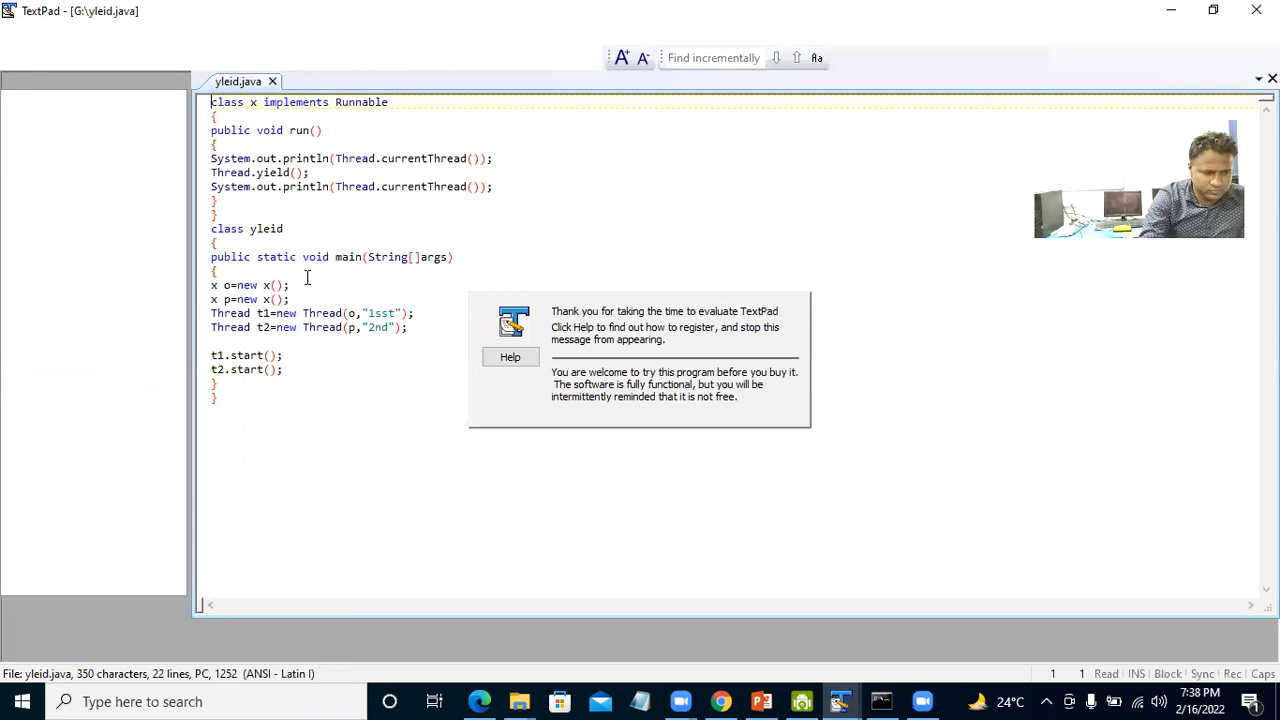 TextPad - [G:\yleid.java]
Find incrementally
Aa
yleid.java
class x implements Runnable
{
public void run()
{
System.out.println(Thread.currentThread());
Thread.yield();
System.out.println(Thread.currentThread());
}
}
class yleid
{
public static void main(String[]args)
{
x o=new x();
x p=new x();
Thread t1=new Thread(o,"1sst");
Thread t2=new Thread(p,"2nd");
t1.start();
t2.start();
}
}
Thank you for taking the time to evaluate TextPad
Click Help to find out how to register, and stop this
message from appearing.
Help
You are welcome to try this program before you buy it.
The software is fully functional, but you will be
intermittently reminded that it is not free.
File: yleid.java, 350 characters, 22 lines, PC, 1252 (ANSI - Latin I)
1 1 Read INS Block Sync Rec Caps
Type here to search
24°C
7:38 PM
2/16/2022